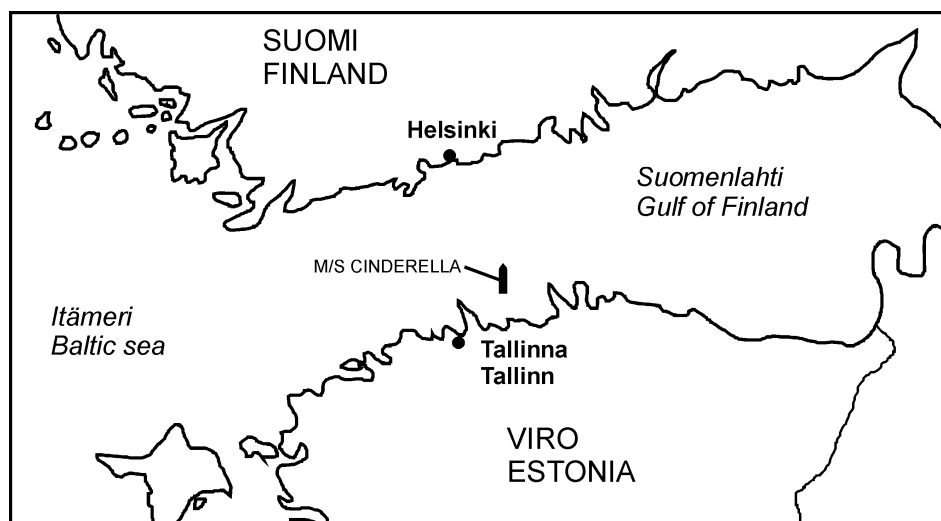 SUOMI
FINLAND
Helsinki
Suomenlahti
Gulf of Finland
M/S CINDERELLA
Itämeri
Baltic sea
Tallinna
Tallinn
VIRO
ESTONIA